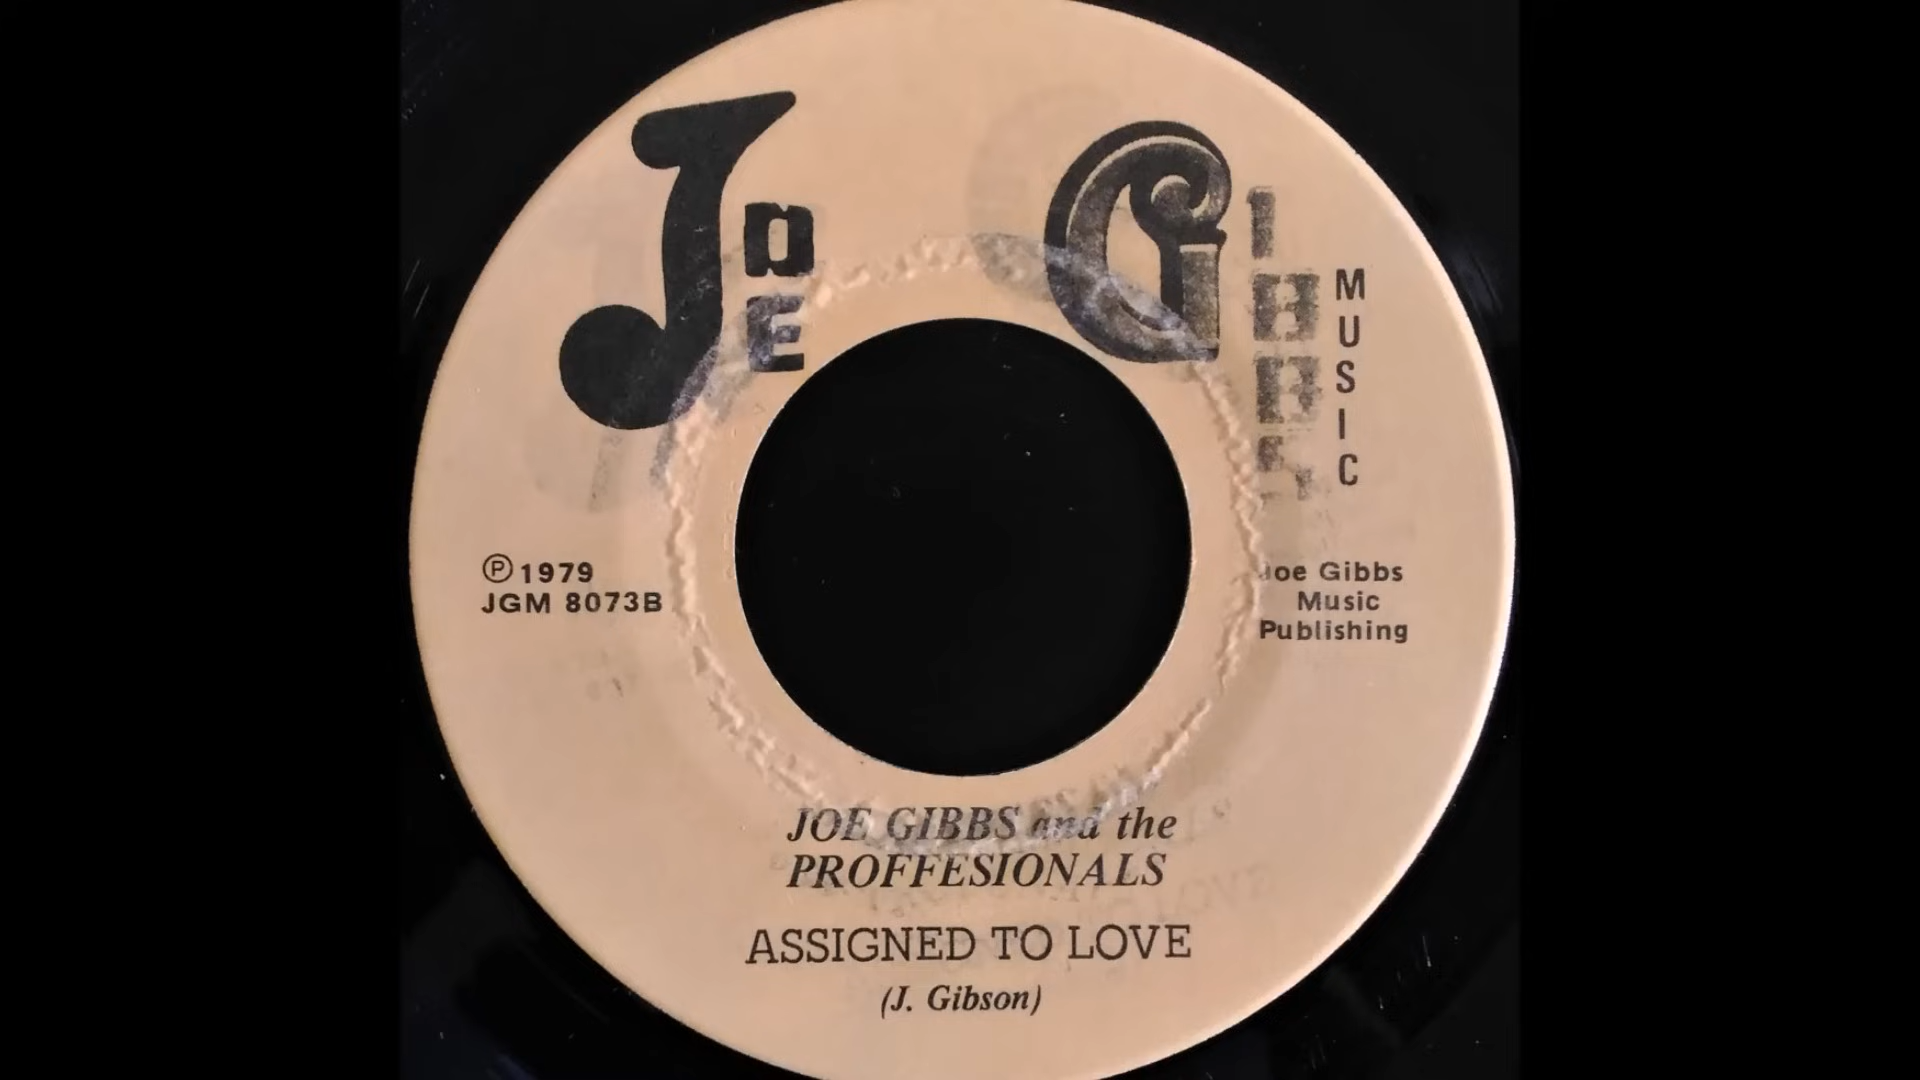 JoE GIBBS
MUSIC
Ⓟ 1979
JGM 8073B
Joe Gibbs
Music
Publishing
JOE GIBBS and the
PROFFESIONALS
ASSIGNED TO LOVE
(J. Gibson)